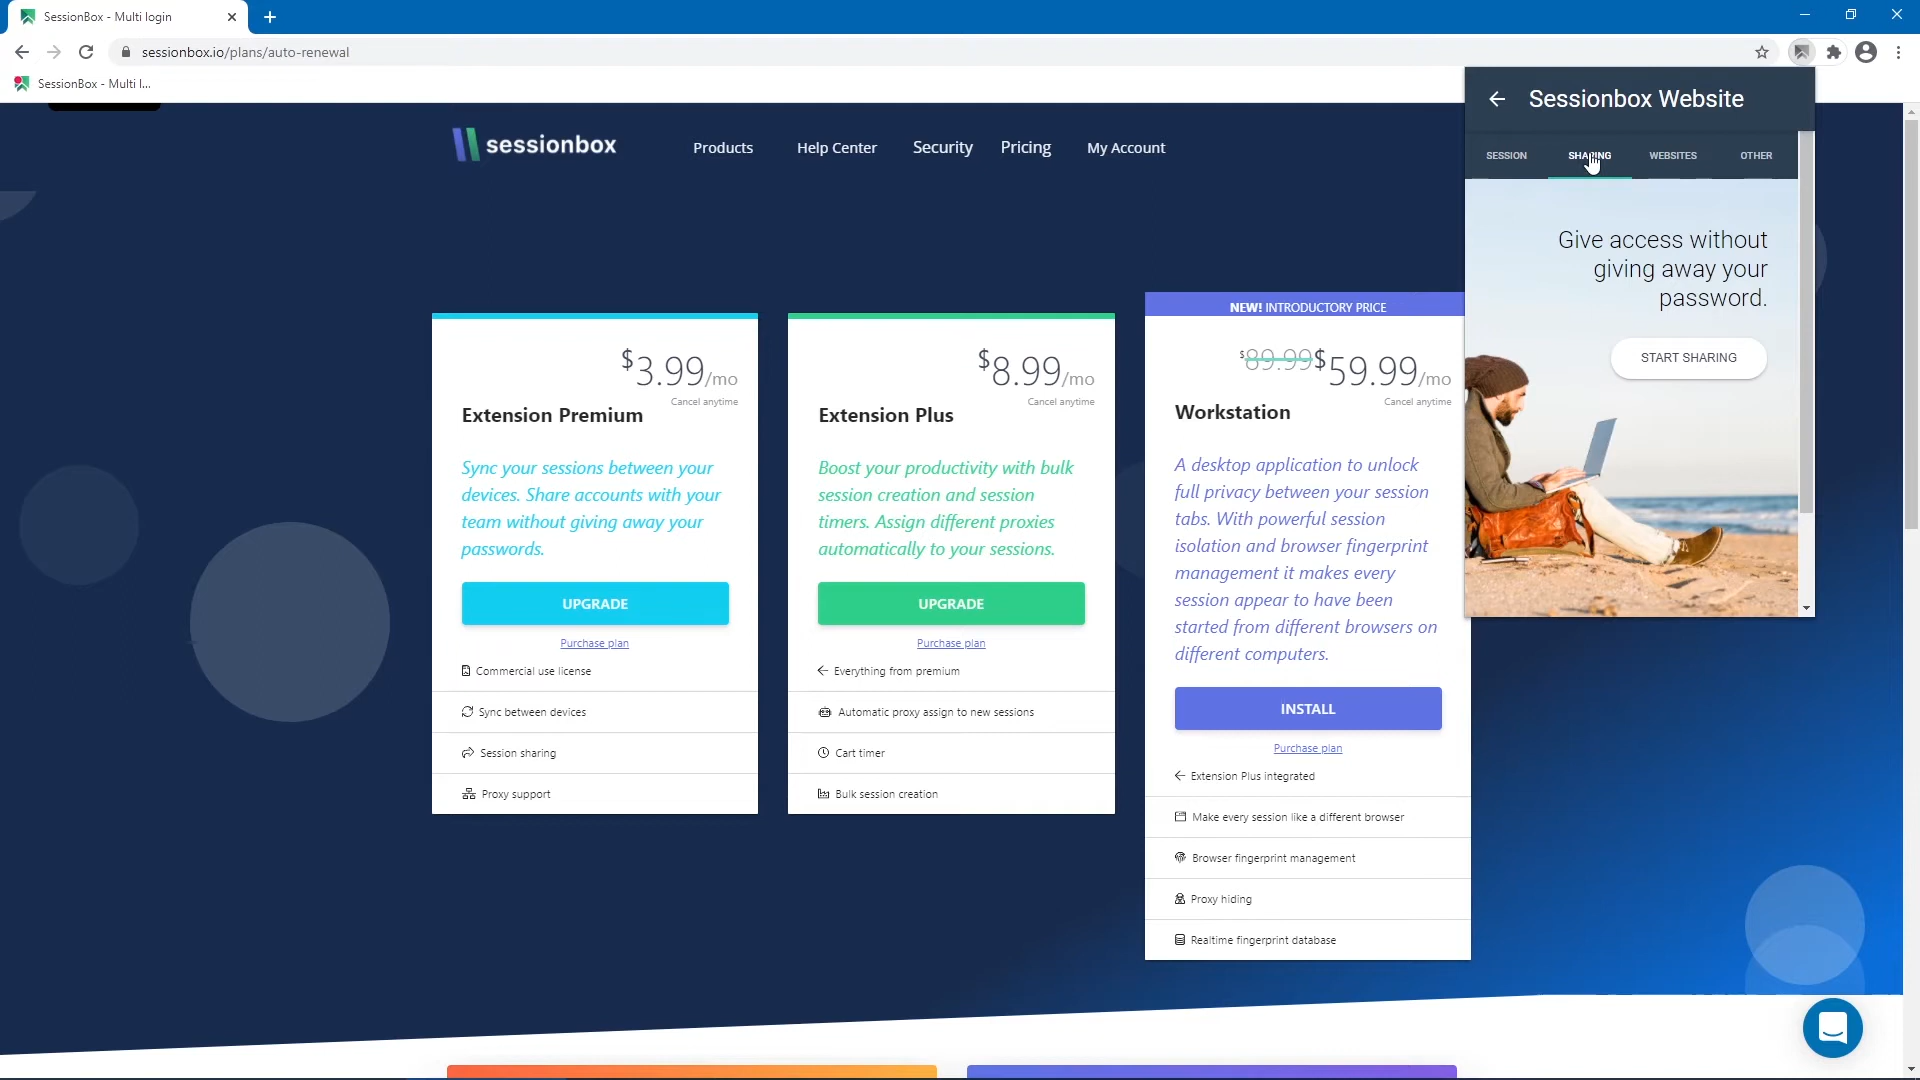 SessionBox - Multi login
sessionbox.io/plans/auto-renewal
SessionBox - Multi l...
sessionbox
Products
Help Center
Security
Pricing
My Account
$3.99/mo
Cancel anytime
Extension Premium
Sync your sessions between your
devices. Share accounts with your
team without giving away your
passwords.
UPGRADE
Purchase plan
Commercial use license
Sync between devices
Session sharing
Proxy support
$8.99/mo
Cancel anytime
Extension Plus
Boost your productivity with bulk
session creation and session
timers. Assign different proxies
automatically to your sessions.
UPGRADE
Purchase plan
Everything from premium
Automatic proxy assign to new sessions
Cart timer
Bulk session creation
NEW! INTRODUCTORY PRICE
$89.99 $59.99/mo
Cancel anytime
Workstation
A desktop application to unlock
full privacy between your session
tabs. With powerful session
isolation and browser fingerprint
management it makes every
session appear to have been
started from different browsers on
different computers.
INSTALL
Purchase plan
Extension Plus integrated
Make every session like a different browser
Browser fingerprint management
Proxy hiding
Realtime fingerprint database
Sessionbox Website
SESSION
SHARING
WEBSITES
OTHER
Give access without
giving away your
password.
START SHARING